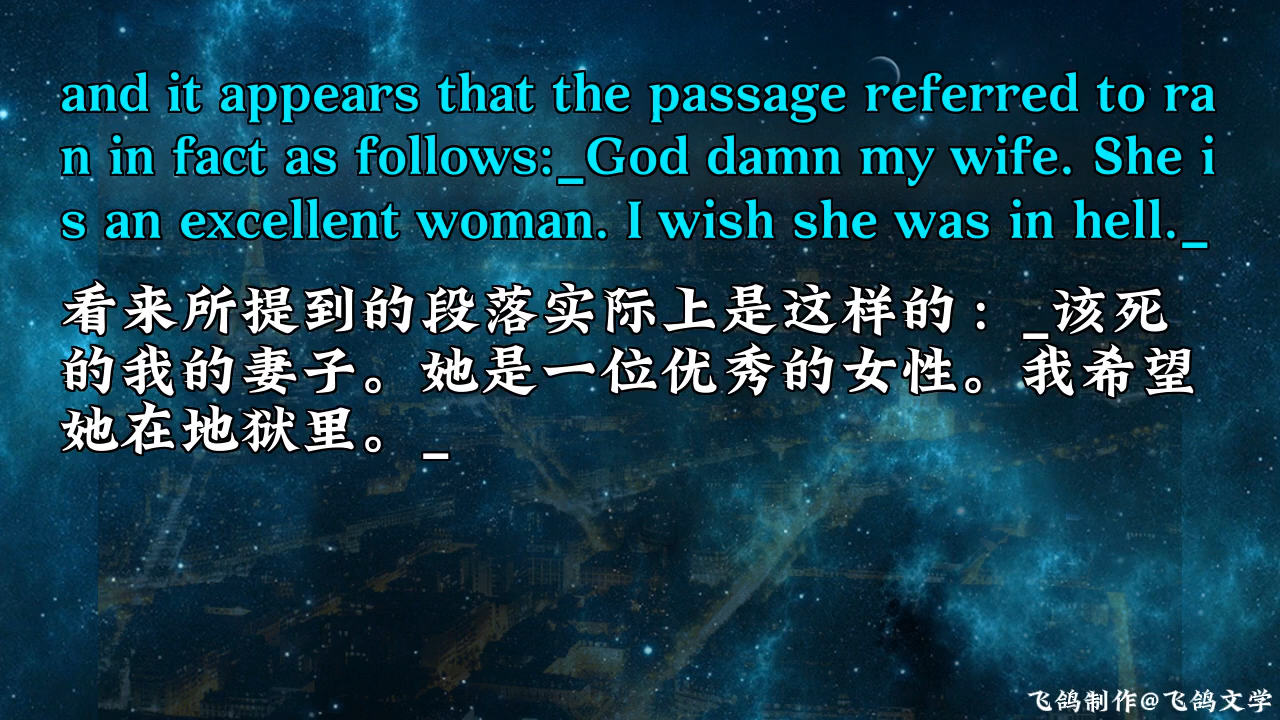 and it appears that the passage referred to ra
n in fact as follows:_God damn my wife. She i
s an excellent woman. I wish she was in hell._
看来所提到的段落实际上是这样的：_该死
的我的妻子。她是一位优秀的女性。我希望
她在地狱里。_
飞鸽制作@飞鸽文学